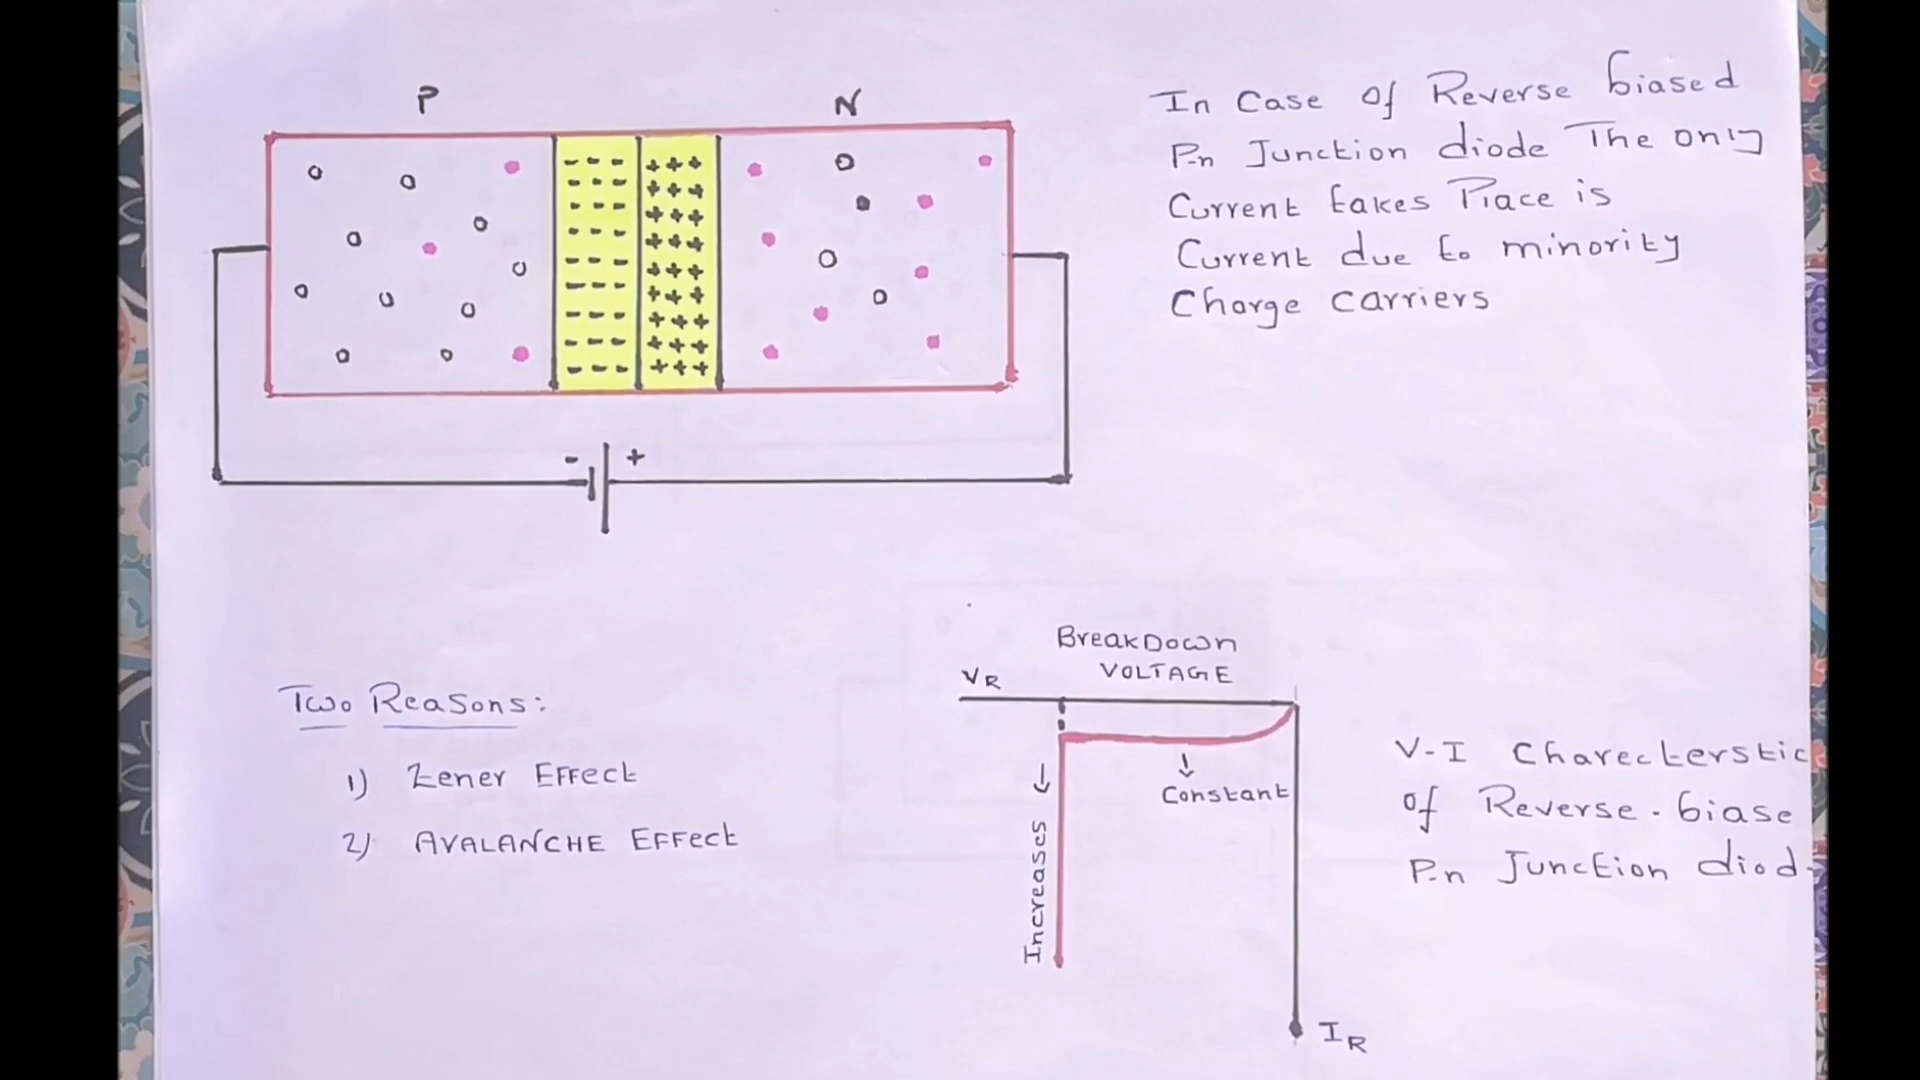 P
N
In Case Of Reverse biased
P-n Junction diode The only
Current takes Place is
Current due to minority
Charge Carriers
- +
Two Reasons:
1) Zener Effect
2) AVALANCHE Effect
BreakDown
VOLTAGE
VR
Constant
Increases
IR
V-I Charecterstic
of Reverse-biase
P-n Junction diod